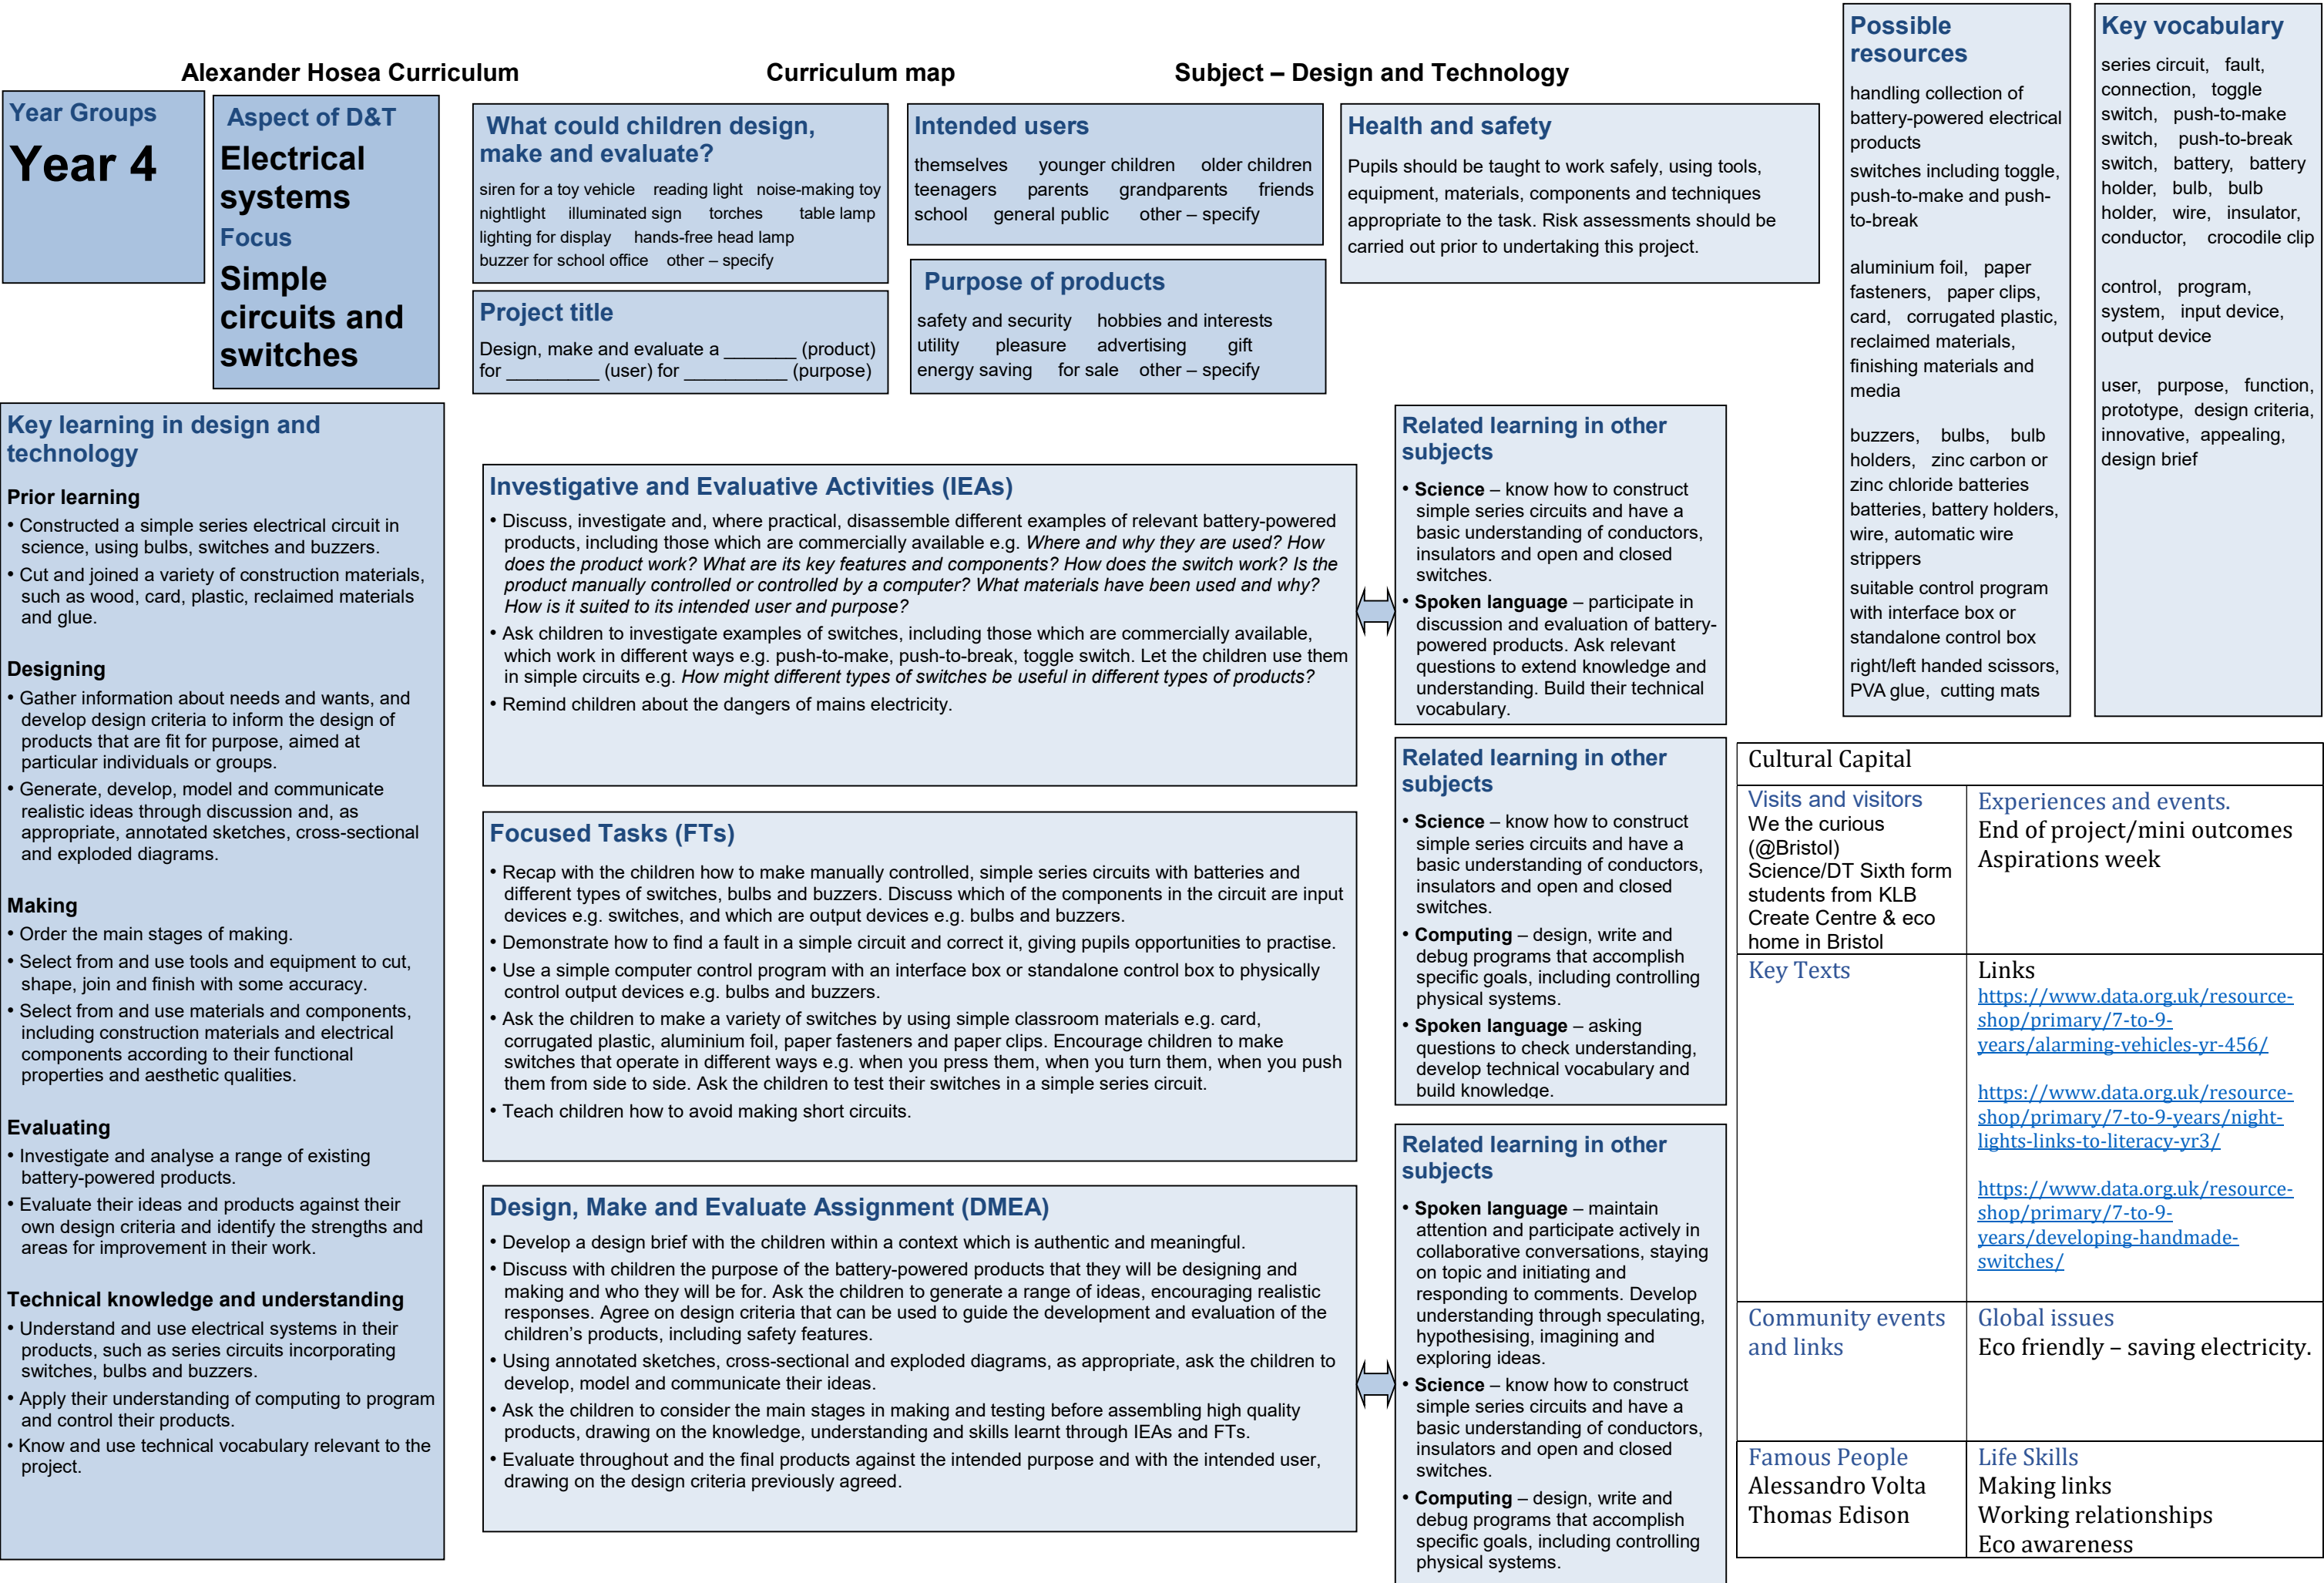 Alexander Hosea Curriculum
Curriculum map
Subject – Design and Technology
Year Groups
Year 4
Aspect of D&T
Electrical
systems
Focus
Simple
circuits and
switches
What could children design,
make and evaluate?
siren for a toy vehicle reading light noise-making toy
nightlight illuminated sign torches table lamp
lighting for display hands-free head lamp
buzzer for school office other – specify
Project title
Design, make and evaluate a _______ (product)
for _________ (user) for __________ (purpose)
Intended users
themselves younger children older children
teenagers parents grandparents friends
school general public other – specify
Purpose of products
safety and security hobbies and interests
utility pleasure advertising gift
energy saving for sale other – specify
Health and safety
Pupils should be taught to work safely, using tools,
equipment, materials, components and techniques
appropriate to the task. Risk assessments should be
carried out prior to undertaking this project.
Possible
resources
handling collection of
battery-powered electrical
products
switches including toggle,
push-to-make and push-
to-break
aluminium foil, paper
fasteners, paper clips,
card, corrugated plastic,
reclaimed materials,
finishing materials and
media
buzzers, bulbs, bulb
holders, zinc carbon or
zinc chloride batteries
batteries, battery holders,
wire, automatic wire
strippers
suitable control program
with interface box or
standalone control box
right/left handed scissors,
PVA glue, cutting mats
Key vocabulary
series circuit, fault,
connection, toggle
switch, push-to-make
switch, push-to-break
switch, battery, battery
holder, bulb, bulb
holder, wire, insulator,
conductor, crocodile clip
control, program,
system, input device,
output device
user, purpose, function,
prototype, design criteria,
innovative, appealing,
design brief
Key learning in design and
technology
Prior learning
• Constructed a simple series electrical circuit in
science, using bulbs, switches and buzzers.
• Cut and joined a variety of construction materials,
such as wood, card, plastic, reclaimed materials
and glue.
Designing
• Gather information about needs and wants, and
develop design criteria to inform the design of
products that are fit for purpose, aimed at
particular individuals or groups.
• Generate, develop, model and communicate
realistic ideas through discussion and, as
appropriate, annotated sketches, cross-sectional
and exploded diagrams.
Making
• Order the main stages of making.
• Select from and use tools and equipment to cut,
shape, join and finish with some accuracy.
• Select from and use materials and components,
including construction materials and electrical
components according to their functional
properties and aesthetic qualities.
Evaluating
• Investigate and analyse a range of existing
battery-powered products.
• Evaluate their ideas and products against their
own design criteria and identify the strengths and
areas for improvement in their work.
Technical knowledge and understanding
• Understand and use electrical systems in their
products, such as series circuits incorporating
switches, bulbs and buzzers.
• Apply their understanding of computing to program
and control their products.
• Know and use technical vocabulary relevant to the
project.
Investigative and Evaluative Activities (IEAs)
• Discuss, investigate and, where practical, disassemble different examples of relevant battery-powered
products, including those which are commercially available e.g. Where and why they are used? How
does the product work? What are its key features and components? How does the switch work? Is the
product manually controlled or controlled by a computer? What materials have been used and why?
How is it suited to its intended user and purpose?
• Ask children to investigate examples of switches, including those which are commercially available,
which work in different ways e.g. push-to-make, push-to-break, toggle switch. Let the children use them
in simple circuits e.g. How might different types of switches be useful in different types of products?
• Remind children about the dangers of mains electricity.
Focused Tasks (FTs)
• Recap with the children how to make manually controlled, simple series circuits with batteries and
different types of switches, bulbs and buzzers. Discuss which of the components in the circuit are input
devices e.g. switches, and which are output devices e.g. bulbs and buzzers.
• Demonstrate how to find a fault in a simple circuit and correct it, giving pupils opportunities to practise.
• Use a simple computer control program with an interface box or standalone control box to physically
control output devices e.g. bulbs and buzzers.
• Ask the children to make a variety of switches by using simple classroom materials e.g. card,
corrugated plastic, aluminium foil, paper fasteners and paper clips. Encourage children to make
switches that operate in different ways e.g. when you press them, when you turn them, when you push
them from side to side. Ask the children to test their switches in a simple series circuit.
• Teach children how to avoid making short circuits.
Design, Make and Evaluate Assignment (DMEA)
• Develop a design brief with the children within a context which is authentic and meaningful.
• Discuss with children the purpose of the battery-powered products that they will be designing and
making and who they will be for. Ask the children to generate a range of ideas, encouraging realistic
responses. Agree on design criteria that can be used to guide the development and evaluation of the
children’s products, including safety features.
• Using annotated sketches, cross-sectional and exploded diagrams, as appropriate, ask the children to
develop, model and communicate their ideas.
• Ask the children to consider the main stages in making and testing before assembling high quality
products, drawing on the knowledge, understanding and skills learnt through IEAs and FTs.
• Evaluate throughout and the final products against the intended purpose and with the intended user,
drawing on the design criteria previously agreed.
Related learning in other
subjects
• Science – know how to construct
simple series circuits and have a
basic understanding of conductors,
insulators and open and closed
switches.
• Spoken language – participate in
discussion and evaluation of battery-
powered products. Ask relevant
questions to extend knowledge and
understanding. Build their technical
vocabulary.
Related learning in other
subjects
• Science – know how to construct
simple series circuits and have a
basic understanding of conductors,
insulators and open and closed
switches.
• Computing – design, write and
debug programs that accomplish
specific goals, including controlling
physical systems.
• Spoken language – asking
questions to check understanding,
develop technical vocabulary and
build knowledge.
Related learning in other
subjects
• Spoken language – maintain
attention and participate actively in
collaborative conversations, staying
on topic and initiating and
responding to comments. Develop
understanding through speculating,
hypothesising, imagining and
exploring ideas.
• Science – know how to construct
simple series circuits and have a
basic understanding of conductors,
insulators and open and closed
switches.
• Computing – design, write and
debug programs that accomplish
specific goals, including controlling
physical systems.
Cultural Capital
Visits and visitors
We the curious
(@Bristol)
Science/DT Sixth form
students from KLB
Create Centre & eco
home in Bristol
Experiences and events.
End of project/mini outcomes
Aspirations week
Key Texts
Links
https://www.data.org.uk/resource-
shop/primary/7-to-9-
years/alarming-vehicles-yr-456/
https://www.data.org.uk/resource-
shop/primary/7-to-9-years/night-
lights-links-to-literacy-yr3/
https://www.data.org.uk/resource-
shop/primary/7-to-9-
years/developing-handmade-
switches/
Community events
and links
Global issues
Eco friendly – saving electricity.
Famous People
Alessandro Volta
Thomas Edison
Life Skills
Making links
Working relationships
Eco awareness